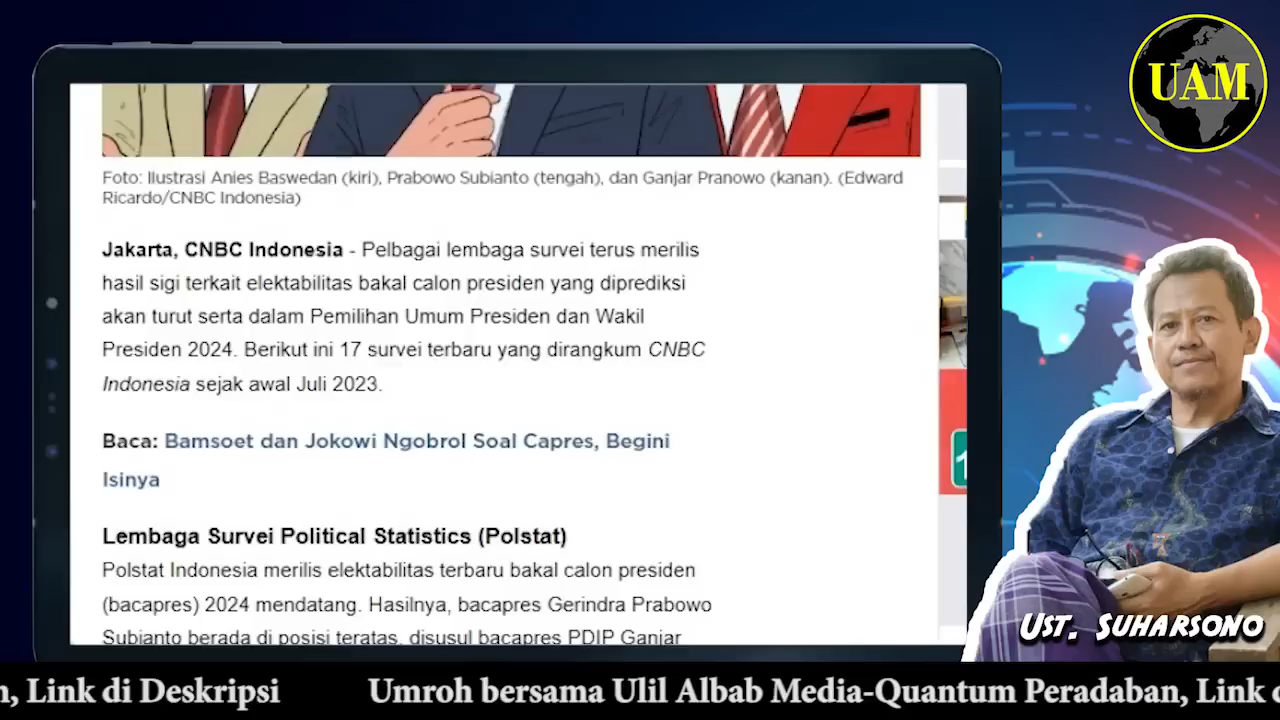 UAM
Foto: Ilustrasi Anies Baswedan (kiri), Prabowo Subianto (tengah), dan Ganjar Pranowo (kanan). (Edward
Ricardo/CNBC Indonesia)
Jakarta, CNBC Indonesia - Pelbagai lembaga survei terus merilis
hasil sigi terkait elektabilitas bakal calon presiden yang diprediksi
akan turut serta dalam Pemilihan Umum Presiden dan Wakil
Presiden 2024. Berikut ini 17 survei terbaru yang dirangkum CNBC
Indonesia sejak awal Juli 2023.
Baca: Bamsoet dan Jokowi Ngobrol Soal Capres, Begini
Isinya
Lembaga Survei Political Statistics (Polstat)
Polstat Indonesia merilis elektabilitas terbaru bakal calon presiden
(bacapres) 2024 mendatang. Hasilnya, bacapres Gerindra Prabowo
Subianto berada di posisi teratas, disusul bacapres PDIP Ganjar
Ust. Suharsono
, Link di Deskripsi Umroh bersama Ulil Albab Media-Quantum Peradaban, Link